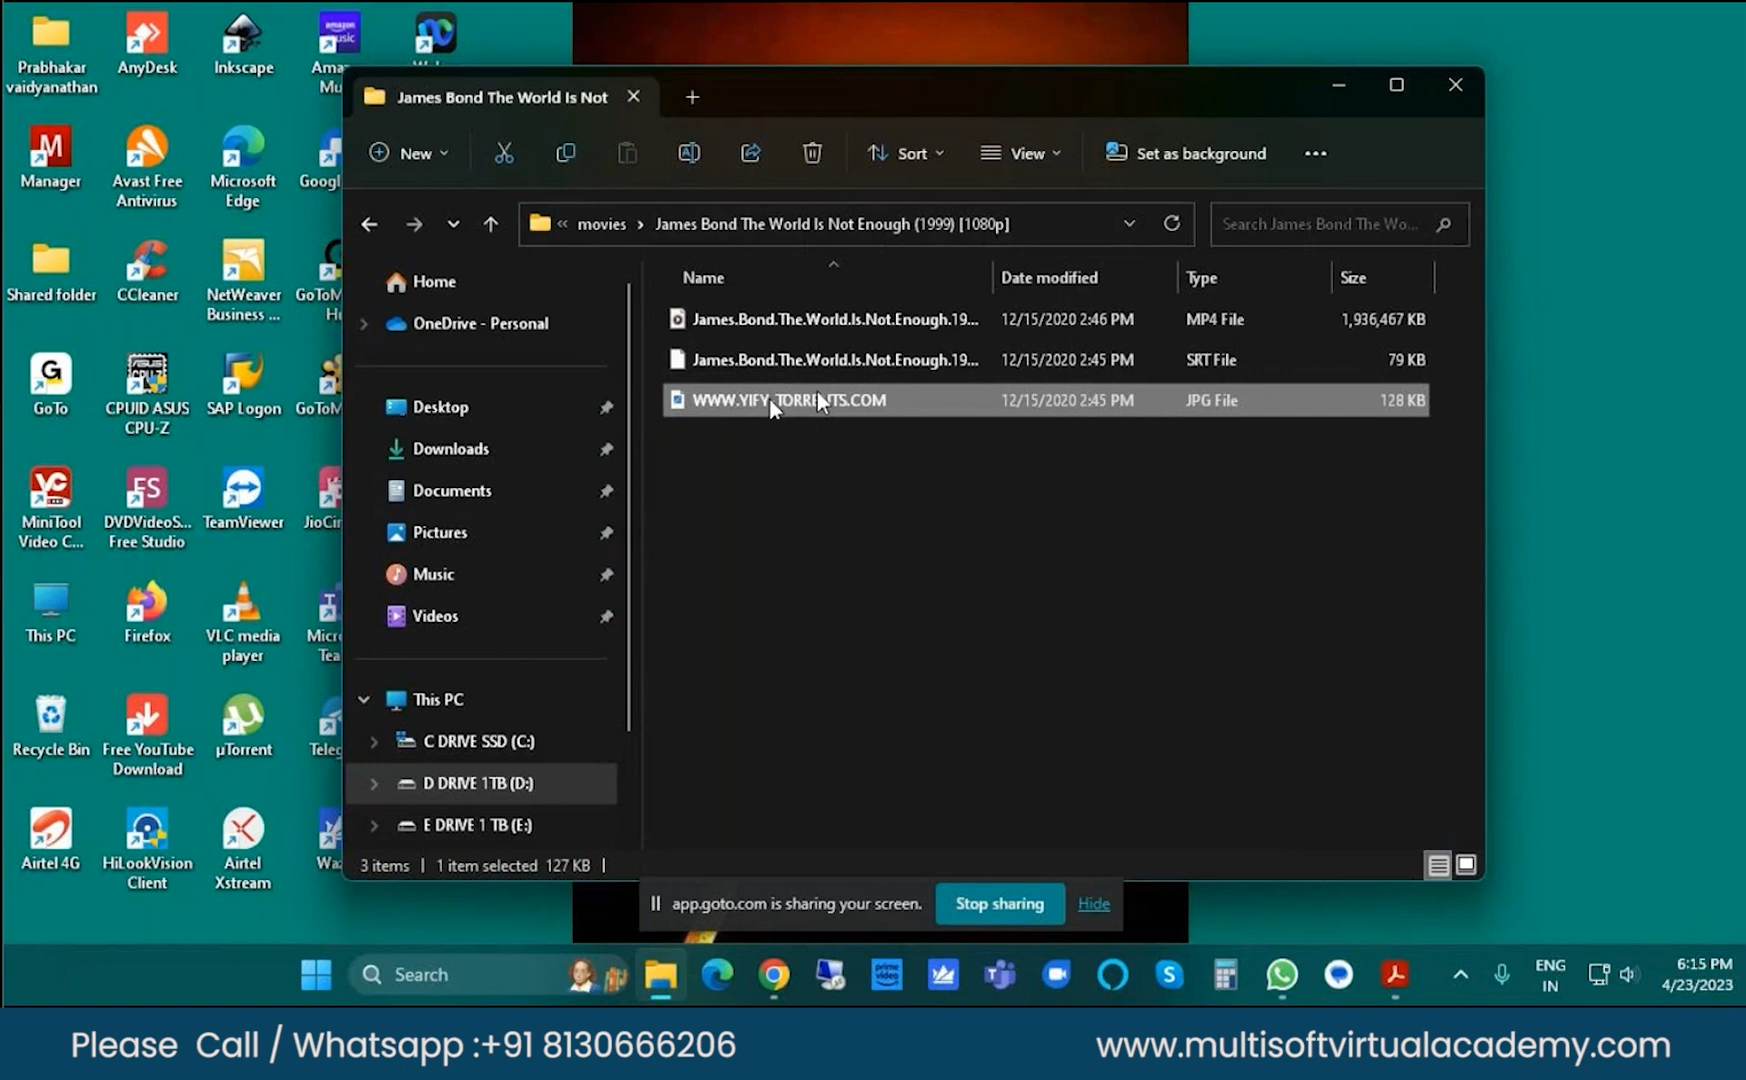 Prabhakar
vaidyanathan
AnyDesk
Inkscape
amazon
music
Manager
Avast Free
Antivirus
Microsoft
Edge
Shared folder
CCleaner
NetWeaver
Business ...
GoTo
CPUID ASUS
CPU-Z
SAP Logon
MiniTool
Video C...
DVDVideoS...
Free Studio
TeamViewer
This PC
Firefox
VLC media
player
Recycle Bin
Free YouTube
Download
µTorrent
Airtel 4G
HiLookVision
Client
Airtel
Xstream
James Bond The World Is Not
New
Sort
View
Set as background
movies
James Bond The World Is Not Enough (1999) [1080p]
Search James Bond The Wo...
Home
OneDrive - Personal
Desktop
Downloads
Documents
Pictures
Music
Videos
This PC
C DRIVE SSD (C:)
D DRIVE 1TB (D:)
E DRIVE 1 TB (E:)
Name Date modified Type Size
James.Bond.The.World.Is.Not.Enough.19... 12/15/2020 2:46 PM MP4 File 1,936,467 KB
James.Bond.The.World.Is.Not.Enough.19... 12/15/2020 2:45 PM SRT File 79 KB
WWW.YIFY-TORRENTS.COM 12/15/2020 2:45 PM JPG File 128 KB
3 items | 1 item selected 127 KB |
app.goto.com is sharing your screen. Stop sharing Hide
Search
prime
video
ENG
IN
6:15 PM
4/23/2023
Please Call / Whatsapp :+91 8130666206
www.multisoftvirtualacademy.com